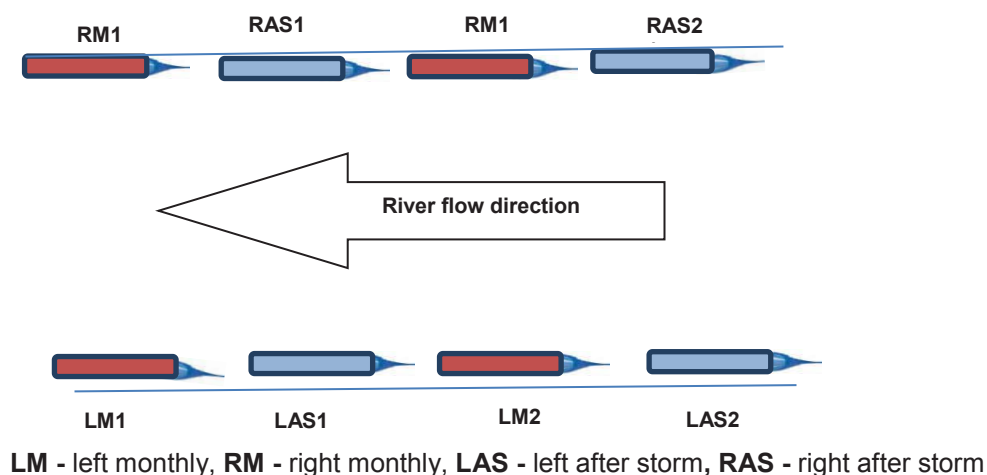 RM1 RAS1 RM1 RAS2
River flow direction
LM1 LAS1 LM2 LAS2
LM - left monthly, RM - right monthly, LAS - left after storm, RAS - right after storm